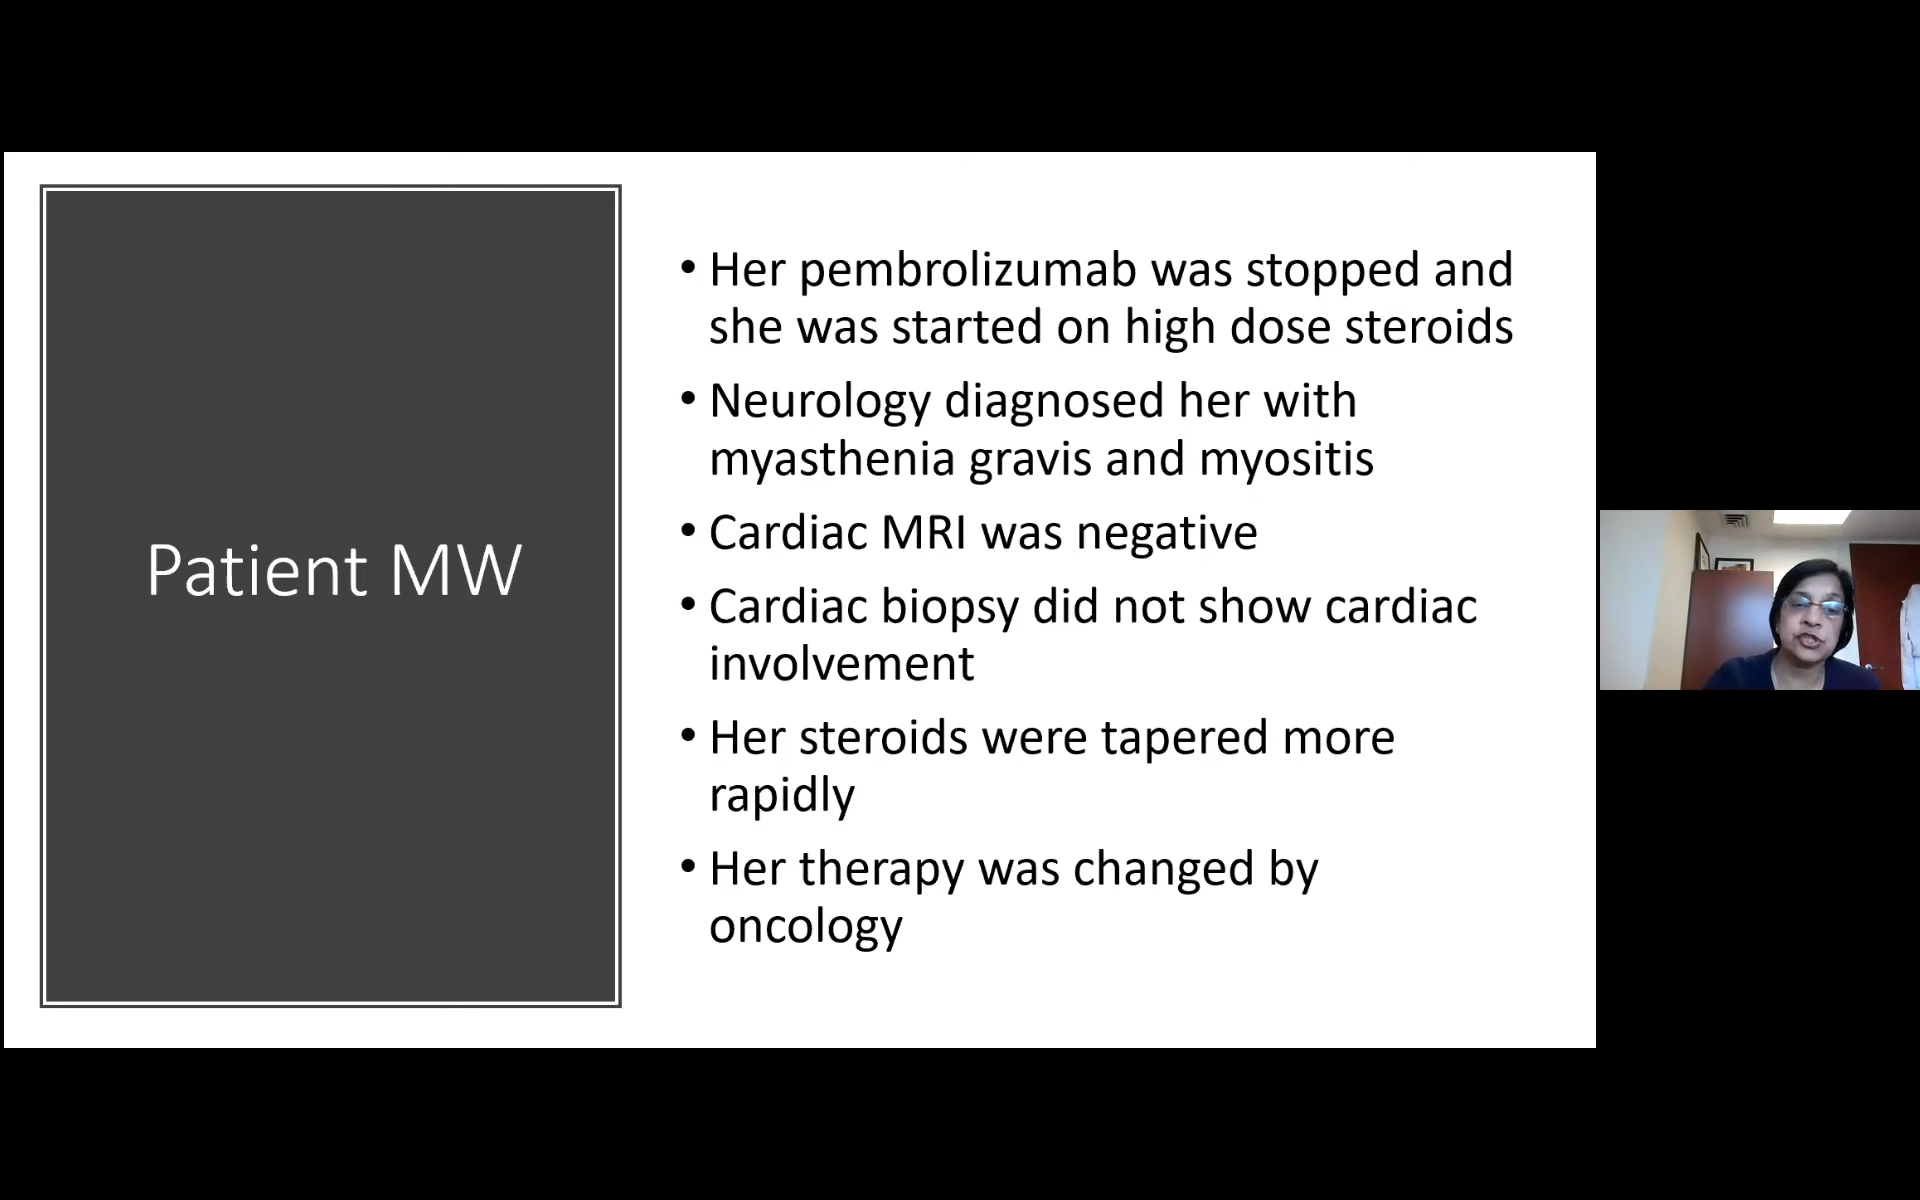 Patient MW
• Her pembrolizumab was stopped and
she was started on high dose steroids
• Neurology diagnosed her with
myasthenia gravis and myositis
• Cardiac MRI was negative
• Cardiac biopsy did not show cardiac
involvement
• Her steroids were tapered more
rapidly
• Her therapy was changed by
oncology